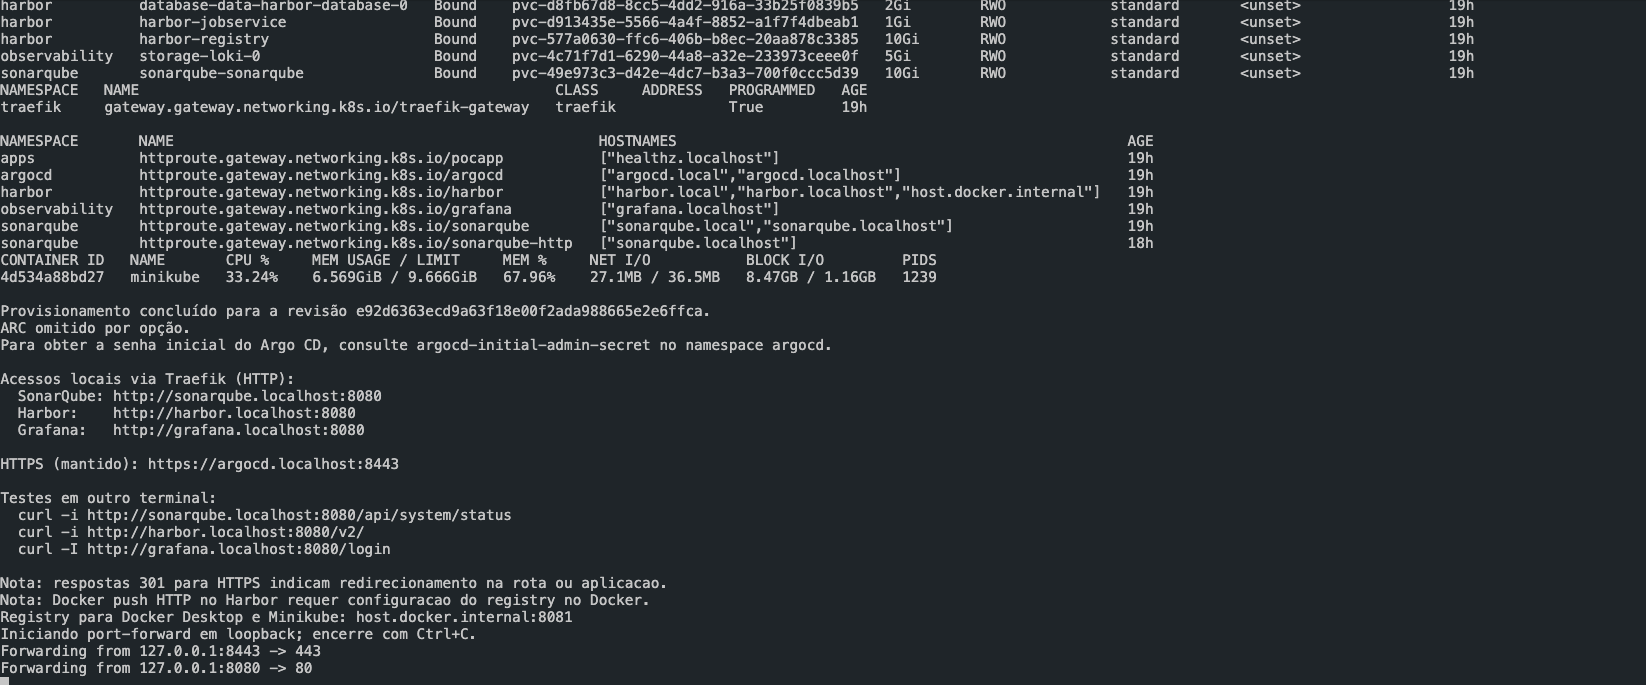 harbor database-data-harbor-database-0 Bound pvc-d8fb67d8-8cc5-4dd2-916a-33b25f0839b5 2Gi RWO standard <unset> 19h
harbor harbor-jobservice Bound pvc-d913435e-5566-4a4f-8852-a1f7f4dbeab1 1Gi RWO standard <unset> 19h
harbor harbor-registry Bound pvc-577a0630-ffc6-406b-b8ec-20aa878c3385 10Gi RWO standard <unset> 19h
observability storage-loki-0 Bound pvc-4c71f7d1-6290-44a8-a32e-233973ceee0f 5Gi RWO standard <unset> 19h
sonarqube sonarqube-sonarqube Bound pvc-49e973c3-d42e-4dc7-b3a3-700f0ccc5d39 10Gi RWO standard <unset> 19h
NAMESPACE NAME CLASS ADDRESS PROGRAMMED AGE
traefik gateway.gateway.networking.k8s.io/traefik-gateway traefik True 19h
NAMESPACE NAME HOSTNAMES AGE
apps httproute.gateway.networking.k8s.io/pocapp ["healthz.localhost"] 19h
argocd httproute.gateway.networking.k8s.io/argocd ["argocd.local","argocd.localhost"] 19h
harbor httproute.gateway.networking.k8s.io/harbor ["harbor.local","harbor.localhost","host.docker.internal"] 19h
observability httproute.gateway.networking.k8s.io/grafana ["grafana.localhost"] 19h
sonarqube httproute.gateway.networking.k8s.io/sonarqube ["sonarqube.local","sonarqube.localhost"] 19h
sonarqube httproute.gateway.networking.k8s.io/sonarqube-http ["sonarqube.localhost"] 18h
CONTAINER ID NAME CPU % MEM USAGE / LIMIT MEM % NET I/O BLOCK I/O PIDS
4d534a88bd27 minikube 33.24% 6.569GiB / 9.666GiB 67.96% 27.1MB / 36.5MB 8.47GB / 1.16GB 1239
Provisionamento concluído para a revisão e92d6363ecd9a63f18e00f2ada988665e2e6ffca.
ARC omitido por opção.
Para obter a senha inicial do Argo CD, consulte argocd-initial-admin-secret no namespace argocd.
Acessos locais via Traefik (HTTP):
SonarQube: http://sonarqube.localhost:8080
Harbor: http://harbor.localhost:8080
Grafana: http://grafana.localhost:8080
HTTPS (mantido): https://argocd.localhost:8443
Testes em outro terminal:
curl -i http://sonarqube.localhost:8080/api/system/status
curl -i http://harbor.localhost:8080/v2/
curl -I http://grafana.localhost:8080/login
Nota: respostas 301 para HTTPS indicam redirecionamento na rota ou aplicacao.
Nota: Docker push HTTP no Harbor requer configuracao do registry no Docker.
Registry para Docker Desktop e Minikube: host.docker.internal:8081
Iniciando port-forward em loopback; encerre com Ctrl+C.
Forwarding from 127.0.0.1:8443 -> 443
Forwarding from 127.0.0.1:8080 -> 80